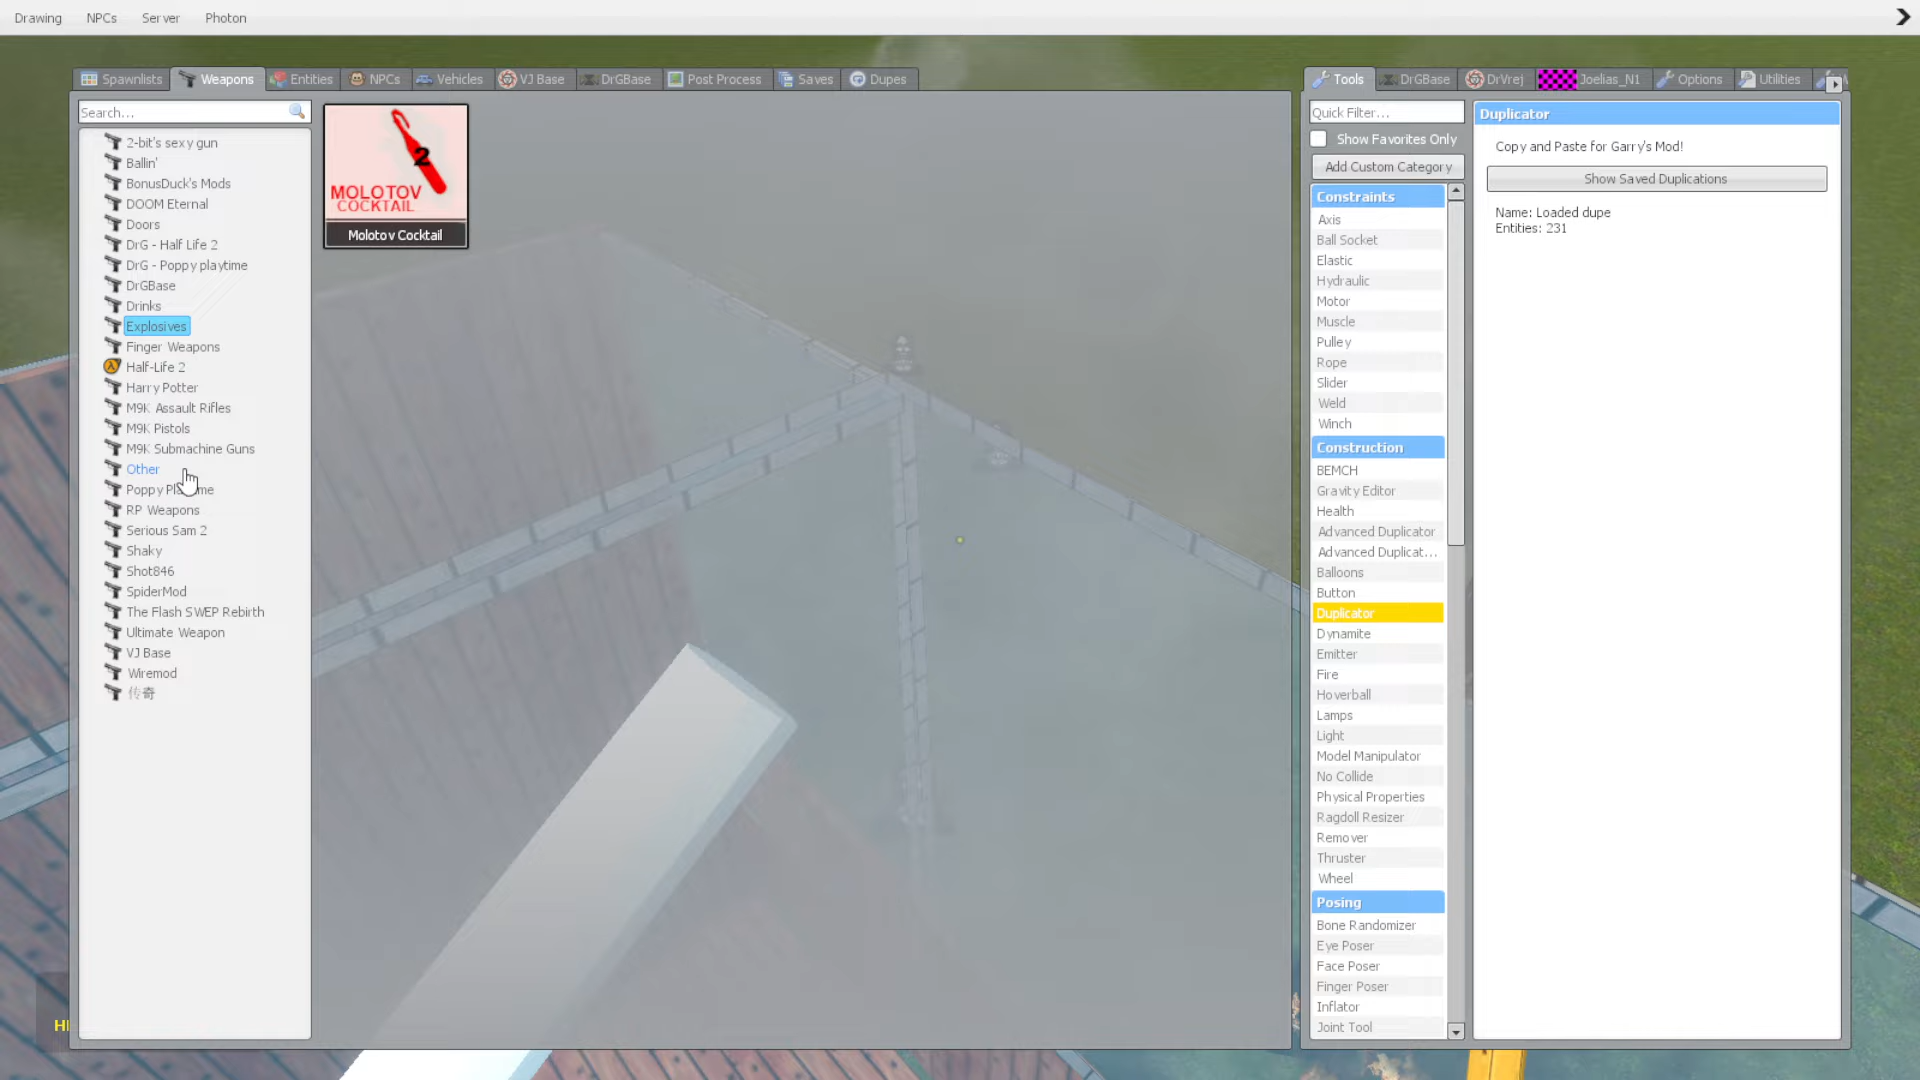 Drawing NPCs Server Photon
Spawnlists Weapons Entities NPCs Vehicles VJ Base DrGBase Post Process Saves Dupes
Search...
2-bit's sexy gun
Ballin'
BonusDuck's Mods
DOOM Eternal
Doors
DrG - Half Life 2
DrG - Poppy playtime
DrGBase
Drinks
Explosives
Finger Weapons
Half-Life 2
Harry Potter
M9K Assault Rifles
M9K Pistols
M9K Submachine Guns
Other
Poppy
RP Weapons
Serious Sam 2
Shaky
Shot846
SpiderMod
The Flash SWEP Rebirth
Ultimate Weapon
VJ Base
Wiremod
传奇
2
MOLOTOV
COCKTAIL
Molotov Cocktail
Tools DrGBase DrVrej Joelias_N1 Options Utilities
Quick Filter...
Show Favorites Only
Add Custom Category
Constraints
Axis
Ball Socket
Elastic
Hydraulic
Motor
Muscle
Pulley
Rope
Slider
Weld
Winch
Construction
BEMCH
Gravity Editor
Health
Advanced Duplicator
Advanced Duplicat...
Balloons
Button
Duplicator
Dynamite
Emitter
Fire
Hoverball
Lamps
Light
Model Manipulator
No Collide
Physical Properties
Ragdoll Resizer
Remover
Thruster
Wheel
Posing
Bone Randomizer
Eye Poser
Face Poser
Finger Poser
Inflator
Joint Tool
Duplicator
Copy and Paste for Garry's Mod!
Show Saved Duplications
Name: Loaded dupe
Entities: 231